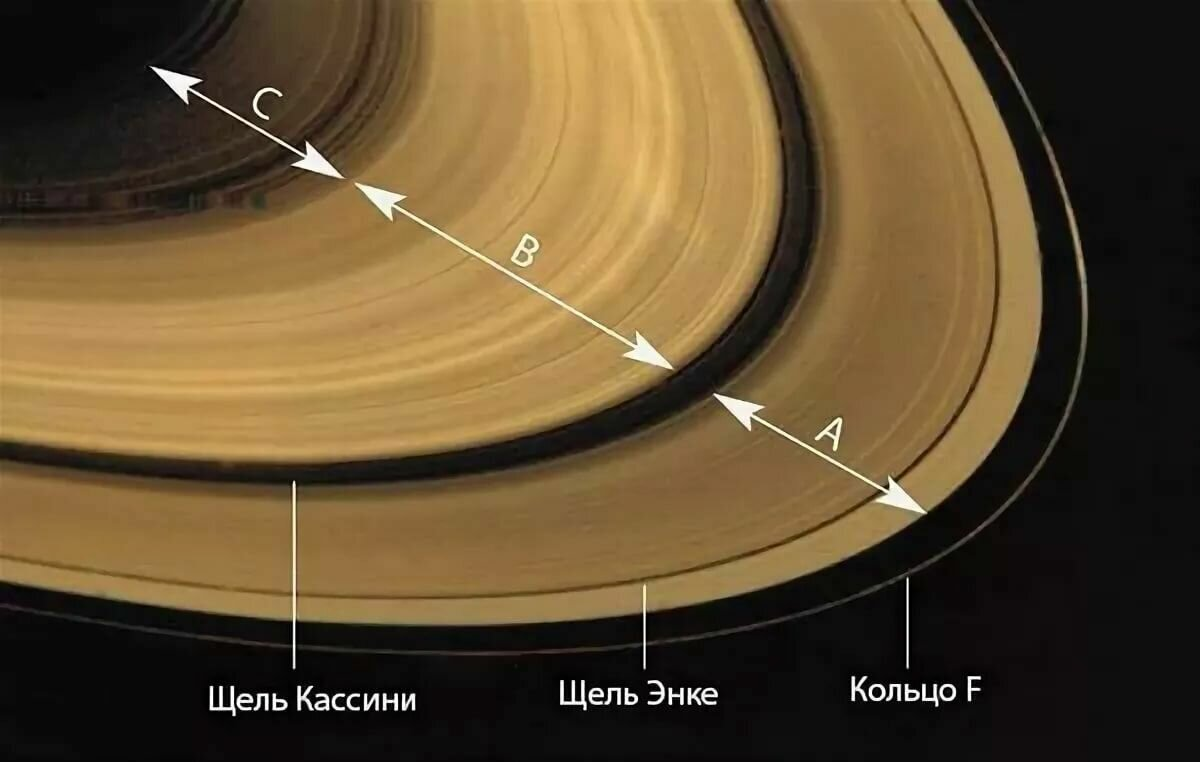 C
B
A
Щель Кассини
Щель Энке
Кольцо F